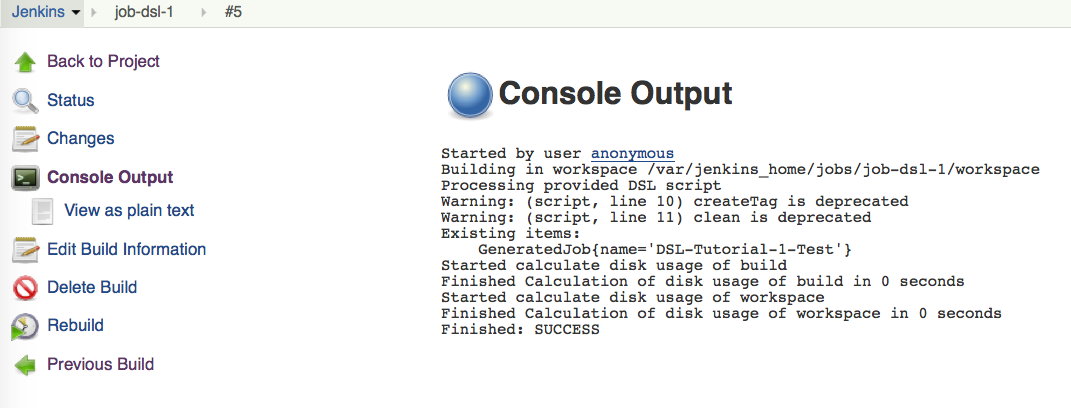 Jenkins job-dsl-1 #5
Back to Project
Status
Changes
Console Output
View as plain text
Edit Build Information
Delete Build
Rebuild
Previous Build
Console Output
Started by user anonymous
Building in workspace /var/jenkins_home/jobs/job-dsl-1/workspace
Processing provided DSL script
Warning: (script, line 10) createTag is deprecated
Warning: (script, line 11) clean is deprecated
Existing items:
    GeneratedJob{name='DSL-Tutorial-1-Test'}
Started calculate disk usage of build
Finished Calculation of disk usage of build in 0 seconds
Started calculate disk usage of workspace
Finished Calculation of disk usage of workspace in 0 seconds
Finished: SUCCESS